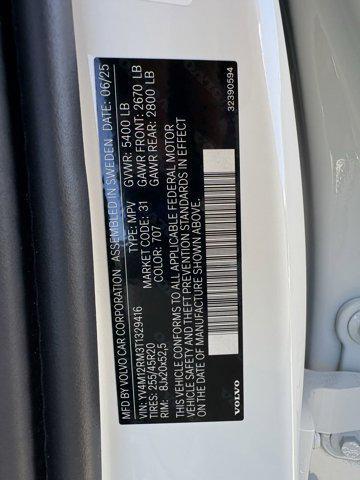 MFD BY VOLVO CAR CORPORATION ASSEMBLED IN SWEDEN DATE: 06/25
VIN: YV4M12RM3T1329416 TYPE: MPV GVWR: 5400 LB
TIRES: 255/45R20 MARKET CODE: 31 GAWR FRONT: 2670 LB
RIM: 8Jx20x52,5 COLOR: 707 GAWR REAR: 2800 LB
THIS VEHICLE CONFORMS TO ALL APPLICABLE FEDERAL MOTOR
VEHICLE SAFETY AND THEFT PREVENTION STANDARDS IN EFFECT
ON THE DATE OF MANUFACTURE SHOWN ABOVE.
VOLVO 32390594